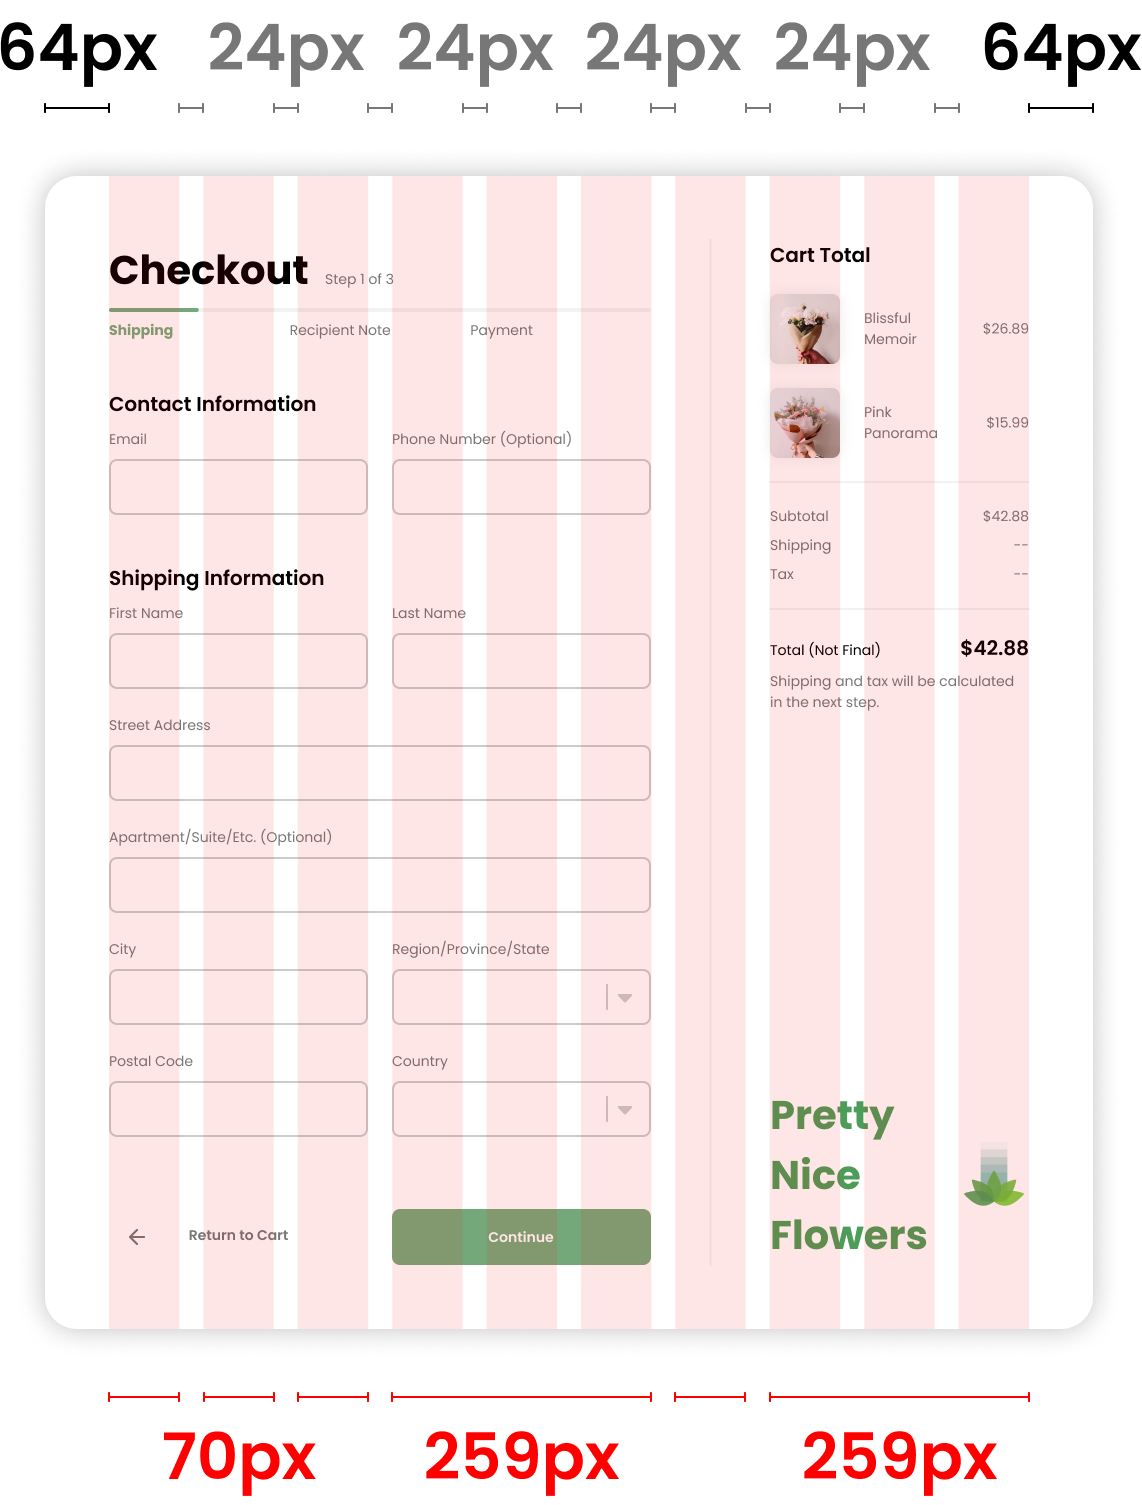 64px 24px 24px 24px 24px 64px
Checkout Step 1 of 3
Shipping Recipient Note Payment
Contact Information
Email Phone Number (Optional)
Shipping Information
First Name Last Name
Street Address
Apartment/Suite/Etc. (Optional)
City Region/Province/State
Postal Code Country
Return to Cart Continue
Cart Total
Blissful
Memoir
$26.89
Pink
Panorama
$15.99
Subtotal $42.88
Shipping --
Tax --
Total (Not Final) $42.88
Shipping and tax will be calculated
in the next step.
Pretty
Nice
Flowers
70px 259px 259px